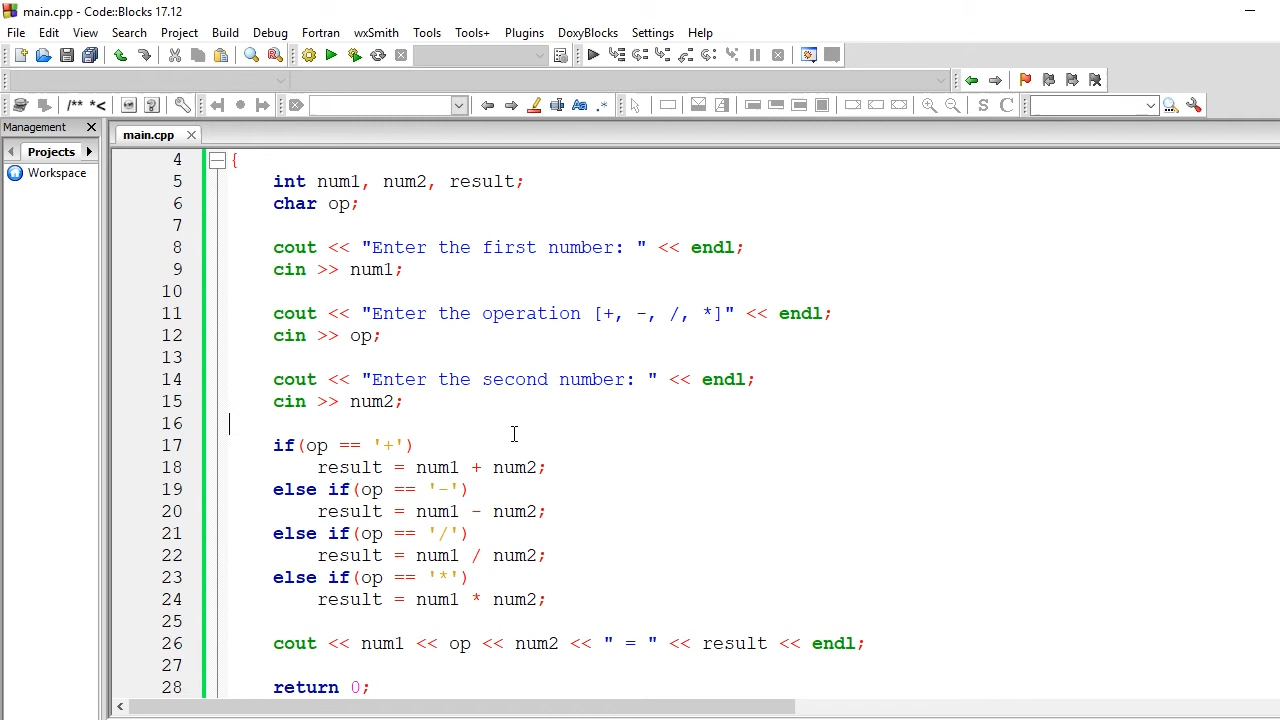 main.cpp - Code::Blocks 17.12
File Edit View Search Project Build Debug Fortran wxSmith Tools Tools+ Plugins DoxyBlocks Settings Help
/** *<
Aa .*
S C
Management
main.cpp
Projects
Workspace
4 {
5 int num1, num2, result;
6 char op;
7
8 cout << "Enter the first number: " << endl;
9 cin >> num1;
10
11 cout << "Enter the operation [+, -, /, *]" << endl;
12 cin >> op;
13
14 cout << "Enter the second number: " << endl;
15 cin >> num2;
16
17 if(op == '+')
18 result = num1 + num2;
19 else if(op == '-')
20 result = num1 - num2;
21 else if(op == '/')
22 result = num1 / num2;
23 else if(op == '*')
24 result = num1 * num2;
25
26 cout << num1 << op << num2 << " = " << result << endl;
27
28 return 0;